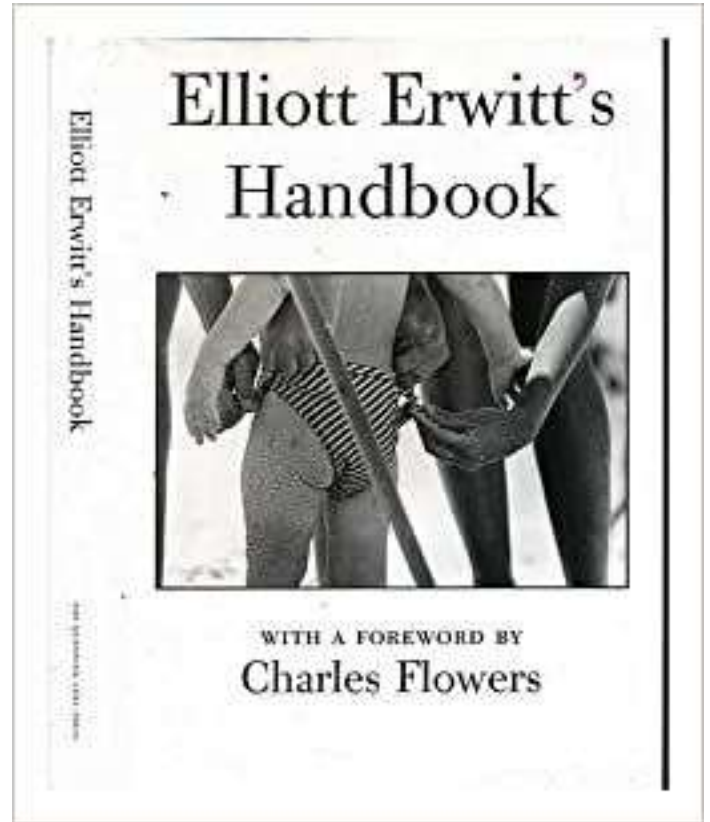 Elliott Erwitt's Handbook
Elliott Erwitt's
Handbook
WITH A FOREWORD BY
Charles Flowers